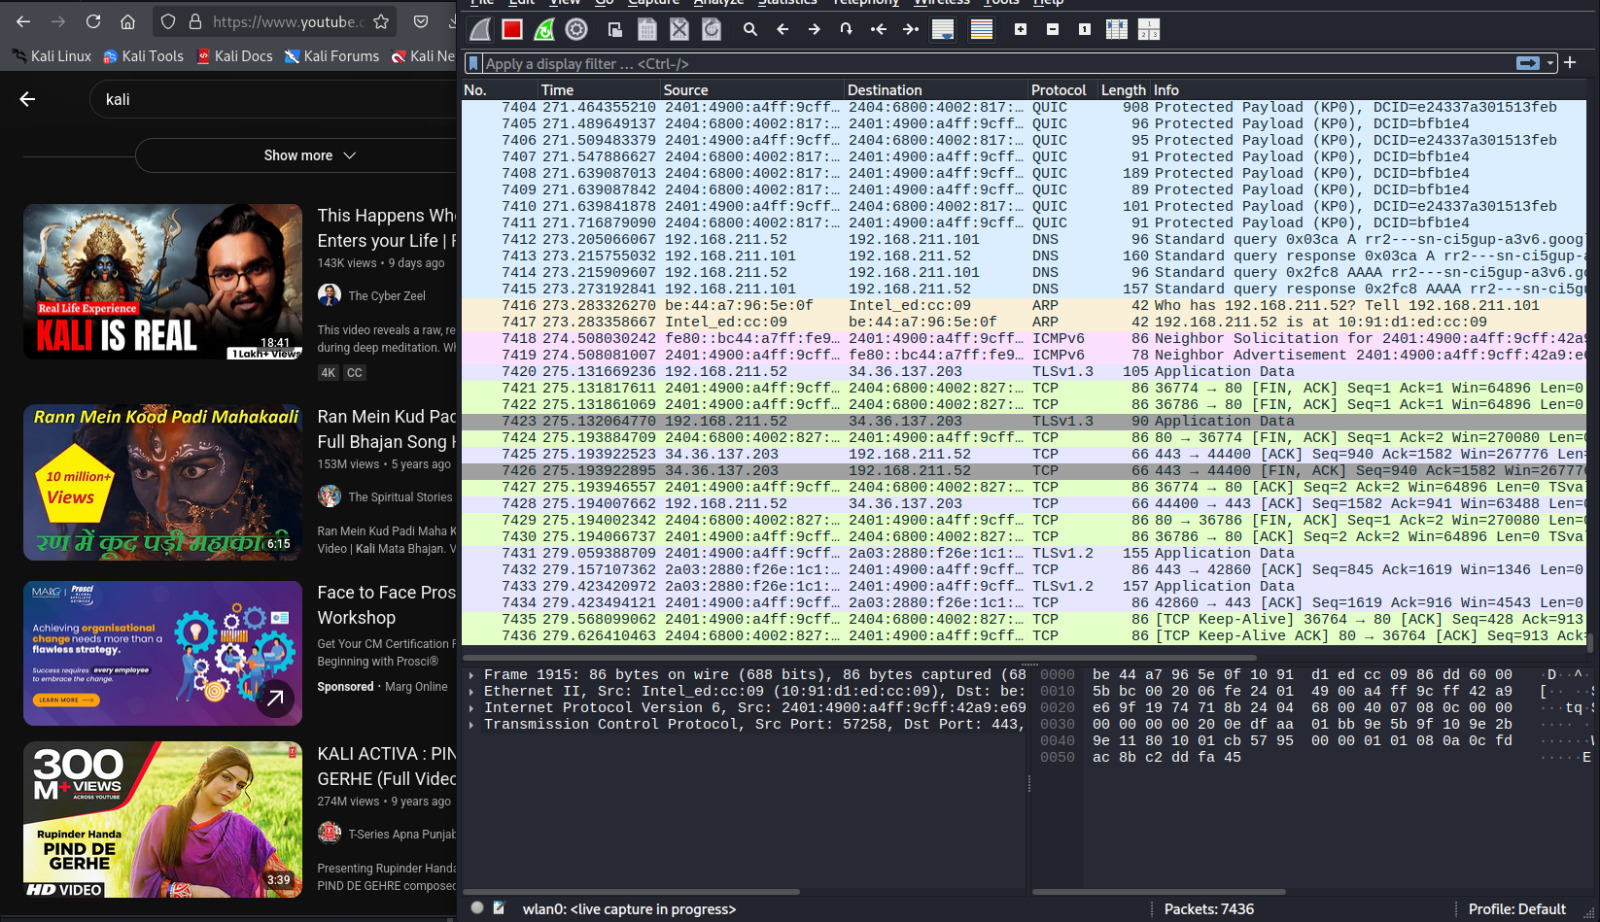 https://www.youtube.c
Kali Linux Kali Tools Kali Docs Kali Forums Kali Ne
kali
Show more
Real Life Experience
KALI IS REAL
18:41
1 Lakh+ Views
This Happens Whe
Enters your Life | F
143K views • 9 days ago
The Cyber Zeel
This video reveals a raw, re
during deep meditation. Wh
4K CC
Rann Mein Kood Padi Mahakaali
10 million+
Views
रण में कूद पड़ी महाकाली
6:15
Ran Mein Kud Pad
Full Bhajan Song H
153M views • 5 years ago
The Spiritual Stories
Ran Mein Kud Padi Maha K
Video | Kali Mata Bhajan. V
MARG | Prosci
Achieving organisational
change needs more than a
flawless strategy.
Success requires every employee
to embrace the change.
LEARN MORE
Face to Face Pros
Workshop
Get Your CM Certification F
Beginning with Prosci®
Sponsored · Marg Online
300
M+ VIEWS
ACROSS YOUTUBE
Rupinder Handa
PIND DE
GERHE
HD VIDEO
3:39
KALI ACTIVA : PIN
GERHE (Full Video
274M views • 9 years ago
T-Series Apna Punjab
Presenting Rupinder Handa
PIND DE GEHRE composed
File Edit View Go Capture Analyze Statistics Telephony Wireless Tools Help
Apply a display filter … <Ctrl-/>
No. Time Source Destination Protocol Length Info
7404 271.464355210 2401:4900:a4ff:9cff… 2404:6800:4002:817:… QUIC 908 Protected Payload (KP0), DCID=e24337a301513feb
7405 271.489649137 2404:6800:4002:817:… 2401:4900:a4ff:9cff… QUIC 96 Protected Payload (KP0), DCID=bfb1e4
7406 271.509483379 2401:4900:a4ff:9cff… 2404:6800:4002:817:… QUIC 95 Protected Payload (KP0), DCID=e24337a301513feb
7407 271.547886627 2404:6800:4002:817:… 2401:4900:a4ff:9cff… QUIC 91 Protected Payload (KP0), DCID=bfb1e4
7408 271.639087013 2404:6800:4002:817:… 2401:4900:a4ff:9cff… QUIC 189 Protected Payload (KP0), DCID=bfb1e4
7409 271.639087842 2404:6800:4002:817:… 2401:4900:a4ff:9cff… QUIC 89 Protected Payload (KP0), DCID=bfb1e4
7410 271.639841878 2401:4900:a4ff:9cff… 2404:6800:4002:817:… QUIC 101 Protected Payload (KP0), DCID=e24337a301513feb
7411 271.716879090 2404:6800:4002:817:… 2401:4900:a4ff:9cff… QUIC 91 Protected Payload (KP0), DCID=bfb1e4
7412 273.205066067 192.168.211.52 192.168.211.101 DNS 96 Standard query 0x03ca A rr2---sn-ci5gup-a3v6.googl
7413 273.215755032 192.168.211.101 192.168.211.52 DNS 160 Standard query response 0x03ca A rr2---sn-ci5gup-a
7414 273.215909607 192.168.211.52 192.168.211.101 DNS 96 Standard query 0x2fc8 AAAA rr2---sn-ci5gup-a3v6.go
7415 273.273192841 192.168.211.101 192.168.211.52 DNS 157 Standard query response 0x2fc8 AAAA rr2---sn-ci5gu
7416 273.283326270 be:44:a7:96:5e:0f Intel_ed:cc:09 ARP 42 Who has 192.168.211.52? Tell 192.168.211.101
7417 273.283358667 Intel_ed:cc:09 be:44:a7:96:5e:0f ARP 42 192.168.211.52 is at 10:91:d1:ed:cc:09
7418 274.508030242 fe80::bc44:a7ff:fe9… 2401:4900:a4ff:9cff… ICMPv6 86 Neighbor Solicitation for 2401:4900:a4ff:9cff:42a9
7419 274.508081007 2401:4900:a4ff:9cff… fe80::bc44:a7ff:fe9… ICMPv6 78 Neighbor Advertisement 2401:4900:a4ff:9cff:42a9:e6
7420 275.131669236 192.168.211.52 34.36.137.203 TLSv1.3 105 Application Data
7421 275.131817611 2401:4900:a4ff:9cff… 2404:6800:4002:827:… TCP 86 36774 → 80 [FIN, ACK] Seq=1 Ack=1 Win=64896 Len=0
7422 275.131861069 2401:4900:a4ff:9cff… 2404:6800:4002:827:… TCP 86 36786 → 80 [FIN, ACK] Seq=1 Ack=1 Win=64896 Len=0
7423 275.132064770 192.168.211.52 34.36.137.203 TLSv1.3 90 Application Data
7424 275.193884709 2404:6800:4002:827:… 2401:4900:a4ff:9cff… TCP 86 80 → 36774 [FIN, ACK] Seq=1 Ack=2 Win=270080 Len=
7425 275.193922523 34.36.137.203 192.168.211.52 TCP 66 443 → 44400 [ACK] Seq=940 Ack=1582 Win=267776 Len=
7426 275.193922895 34.36.137.203 192.168.211.52 TCP 66 443 → 44400 [FIN, ACK] Seq=940 Ack=1582 Win=267776
7427 275.193946557 2401:4900:a4ff:9cff… 2404:6800:4002:827:… TCP 86 36774 → 80 [ACK] Seq=2 Ack=2 Win=64896 Len=0 TSval
7428 275.194007662 192.168.211.52 34.36.137.203 TCP 66 44400 → 443 [ACK] Seq=1582 Ack=941 Win=63488 Len=0
7429 275.194002342 2404:6800:4002:827:… 2401:4900:a4ff:9cff… TCP 86 80 → 36786 [FIN, ACK] Seq=1 Ack=2 Win=270080 Len=
7430 275.194066737 2401:4900:a4ff:9cff… 2404:6800:4002:827:… TCP 86 36786 → 80 [ACK] Seq=2 Ack=2 Win=64896 Len=0 TSval
7431 279.059388709 2401:4900:a4ff:9cff… 2a03:2880:f26e:1c1:… TLSv1.2 155 Application Data
7432 279.157107362 2a03:2880:f26e:1c1:… 2401:4900:a4ff:9cff… TCP 86 443 → 42860 [ACK] Seq=845 Ack=1619 Win=1346 Len=0
7433 279.423420972 2a03:2880:f26e:1c1:… 2401:4900:a4ff:9cff… TLSv1.2 157 Application Data
7434 279.423494121 2401:4900:a4ff:9cff… 2a03:2880:f26e:1c1:… TCP 86 42860 → 443 [ACK] Seq=1619 Ack=916 Win=4543 Len=0
7435 279.568099062 2401:4900:a4ff:9cff… 2404:6800:4002:827:… TCP 86 [TCP Keep-Alive] 36764 → 80 [ACK] Seq=428 Ack=913
7436 279.626410463 2404:6800:4002:827:… 2401:4900:a4ff:9cff… TCP 86 [TCP Keep-Alive ACK] 80 → 36764 [ACK] Seq=913 Ack=
Frame 1915: 86 bytes on wire (688 bits), 86 bytes captured (68
Ethernet II, Src: Intel_ed:cc:09 (10:91:d1:ed:cc:09), Dst: be:
Internet Protocol Version 6, Src: 2401:4900:a4ff:9cff:42a9:e69
Transmission Control Protocol, Src Port: 57258, Dst Port: 443,
0000 be 44 a7 96 5e 0f 10 91 d1 ed cc 09 86 dd 60 00 ·D··^·
0010 5b bc 00 20 06 fe 24 01 49 00 a4 ff 9c ff 42 a9 [·· ··$
0020 e6 9f 19 74 71 8b 24 04 68 00 40 07 08 0c 00 00 ···tq·$
0030 00 00 00 00 20 0e df aa 01 bb 9e 5b 9f 10 9e 2b ···· ··
0040 9e 11 80 10 01 cb 57 95 00 00 01 01 08 0a 0c fd ······W
0050 ac 8b c2 dd fa 45 ·····E
wlan0: <live capture in progress> Packets: 7436 Profile: Default